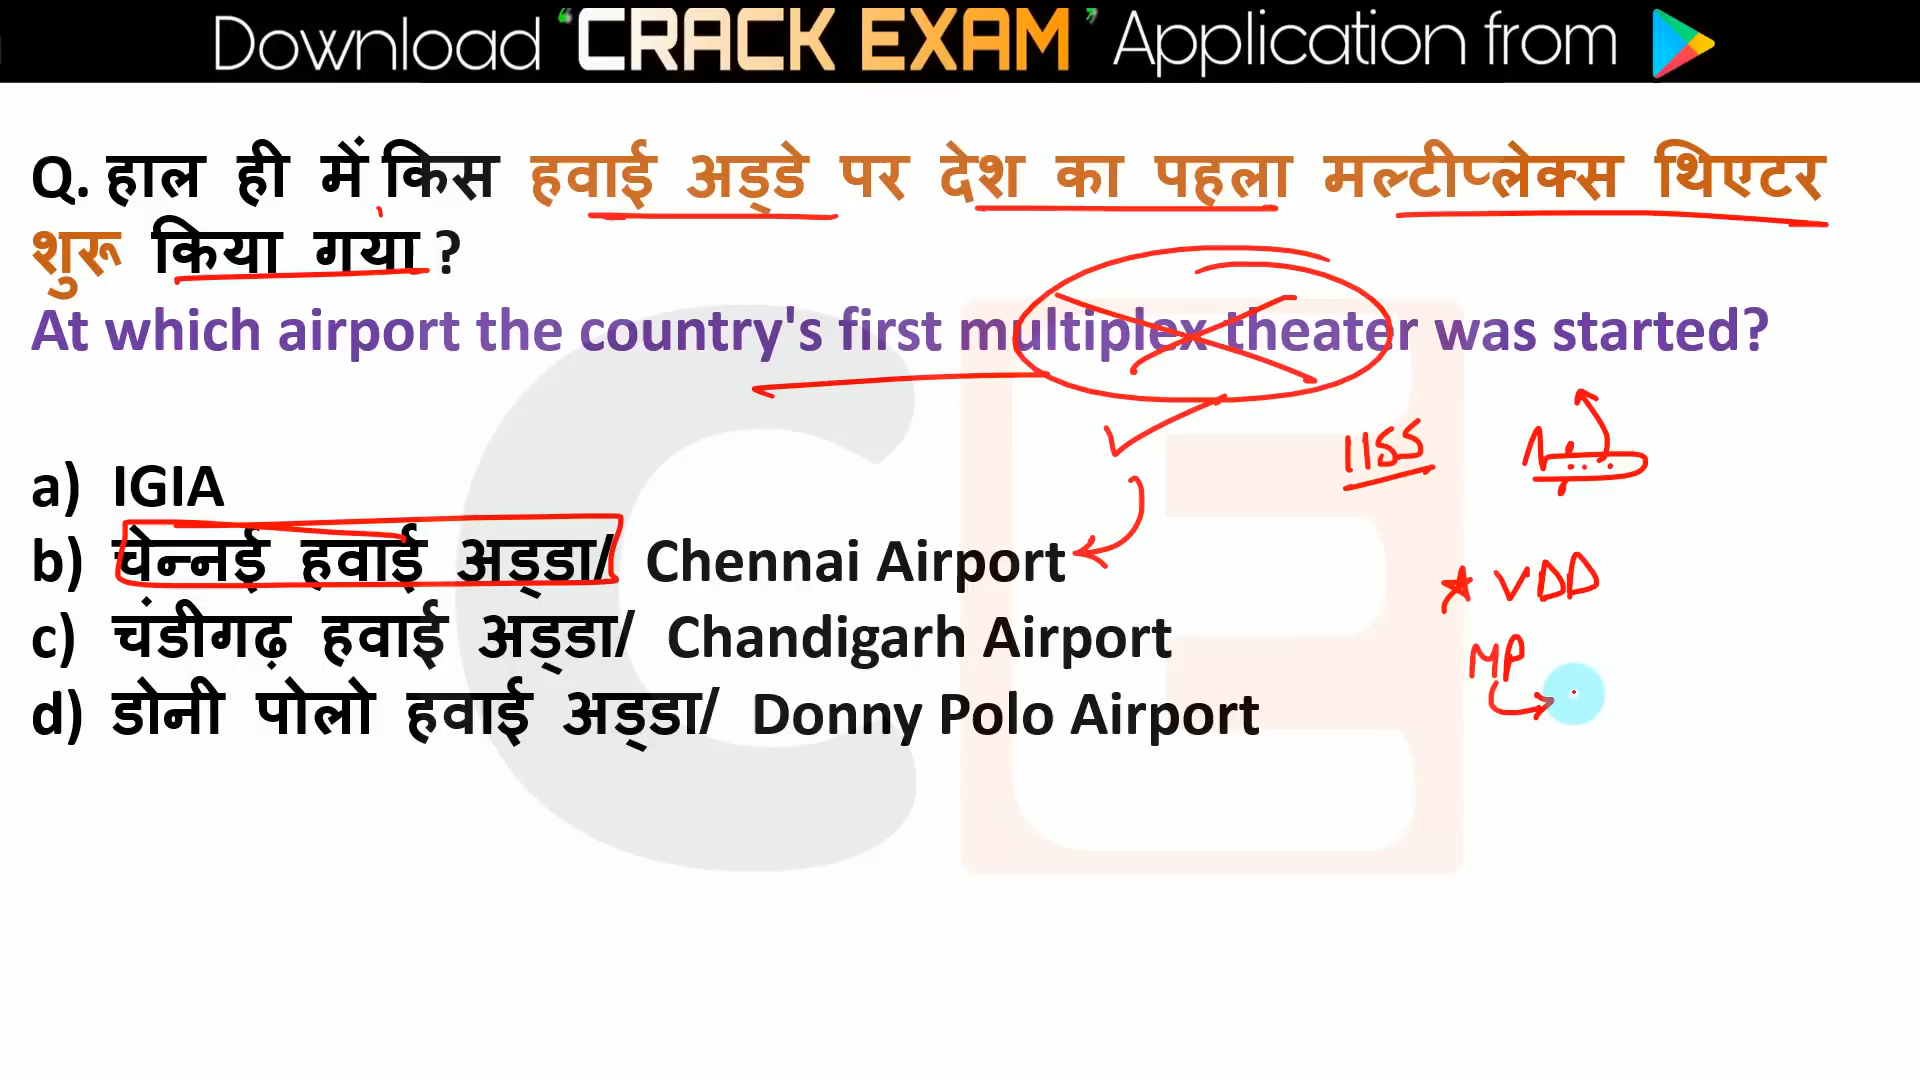 Download ‘CRACK EXAM’ Application from
Q. हाल ही में किस हवाई अड्डे पर देश का पहला मल्टीप्लेक्स थिएटर
शुरू किया गया ?
At which airport the country's first multiplex theater was started?
a) IGIA
b) चेन्नई हवाई अड्डा/ Chennai Airport
c) चंडीगढ़ हवाई अड्डा/ Chandigarh Airport
d) डोनी पोलो हवाई अड्डा/ Donny Polo Airport
1155
VDD
MP
CE